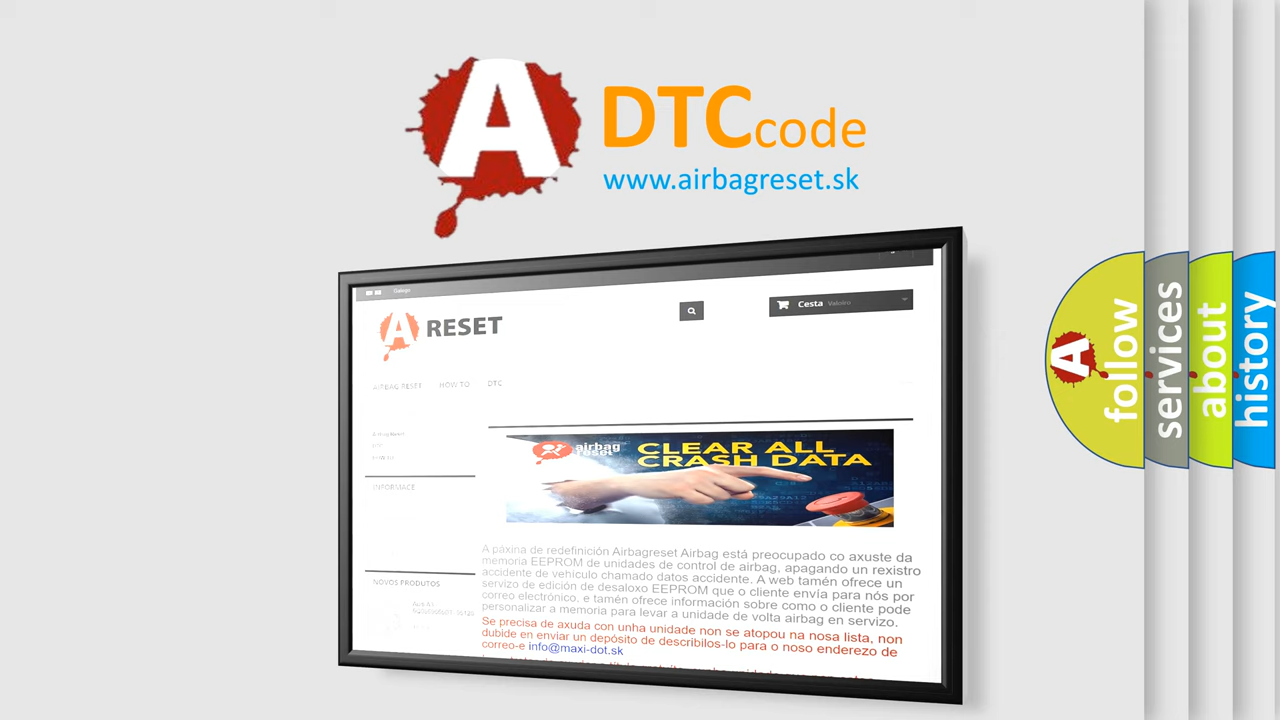 A
DTCcode
www.airbagreset.sk
Galego
A RESET
Cesta Valeiro
AIRBAG RESET HOW TO DTC
INFORMACE
airbag
reset
CLEAR ALL
CRASH DATA
A páxina de redefinición Airbagreset Airbag está preocupado co axuste da
memoria EEPROM de unidades de control de airbag, apagando un rexistro
accidente de vehículo chamado datos accidente. A web tamén ofrece un
servizo de edición de desaloxo EEPROM que o cliente envía para nós por
correo electrónico, e tamén ofrece información sobre como o cliente pode
personalizar a memoria para levar a unidade de volta airbag en servizo.
Se precisa de axuda con unha unidade non se atopou na nosa lista, non
dubide en enviar un depósito de describilos-lo para o noso enderezo de
correo-e info@maxi-dot.sk
NOVOS PRODUTOS
A
follow
services
about
history